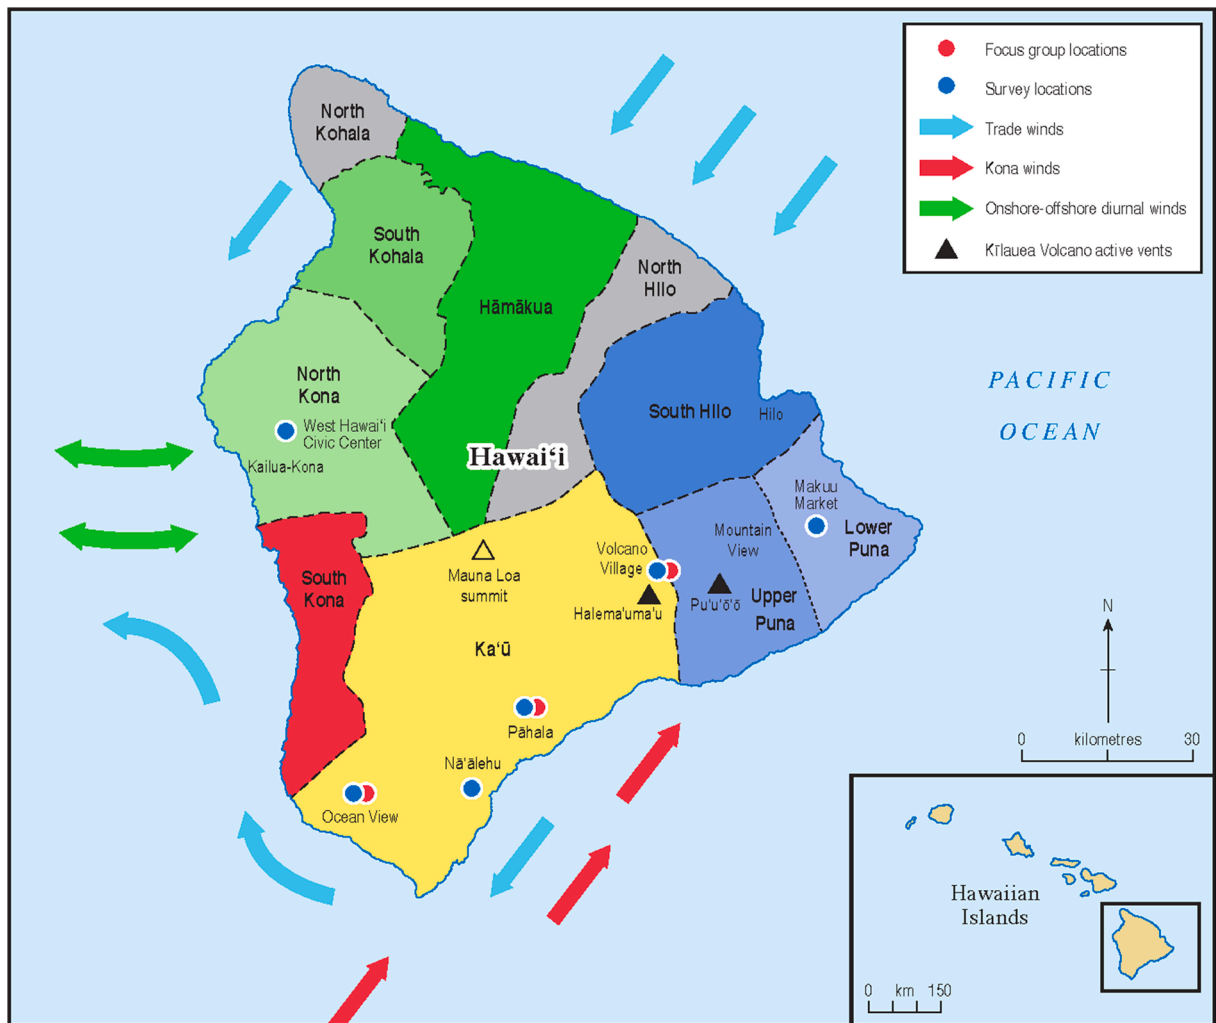 Focus group locations
Survey locations
Trade winds
Kona winds
Onshore-offshore diurnal winds
Kīlauea Volcano active vents
North
Kohala
South
Kohala
Hāmākua
North
Hilo
North
Kona
West Hawaiʻi
Civic Center
Kailua-Kona
South Hilo
Hilo
Hawaiʻi
PACIFIC
OCEAN
Makuu
Market
Lower
Puna
Mountain
View
Volcano
Village
Mauna Loa
summit
South
Kona
Halema'uma'u
Pu'u'ō'ō
Upper
Puna
Kaʻū
Pāhala
Nā'ālehu
Ocean View
N
0 kilometres 30
Hawaiian
Islands
0 km 150